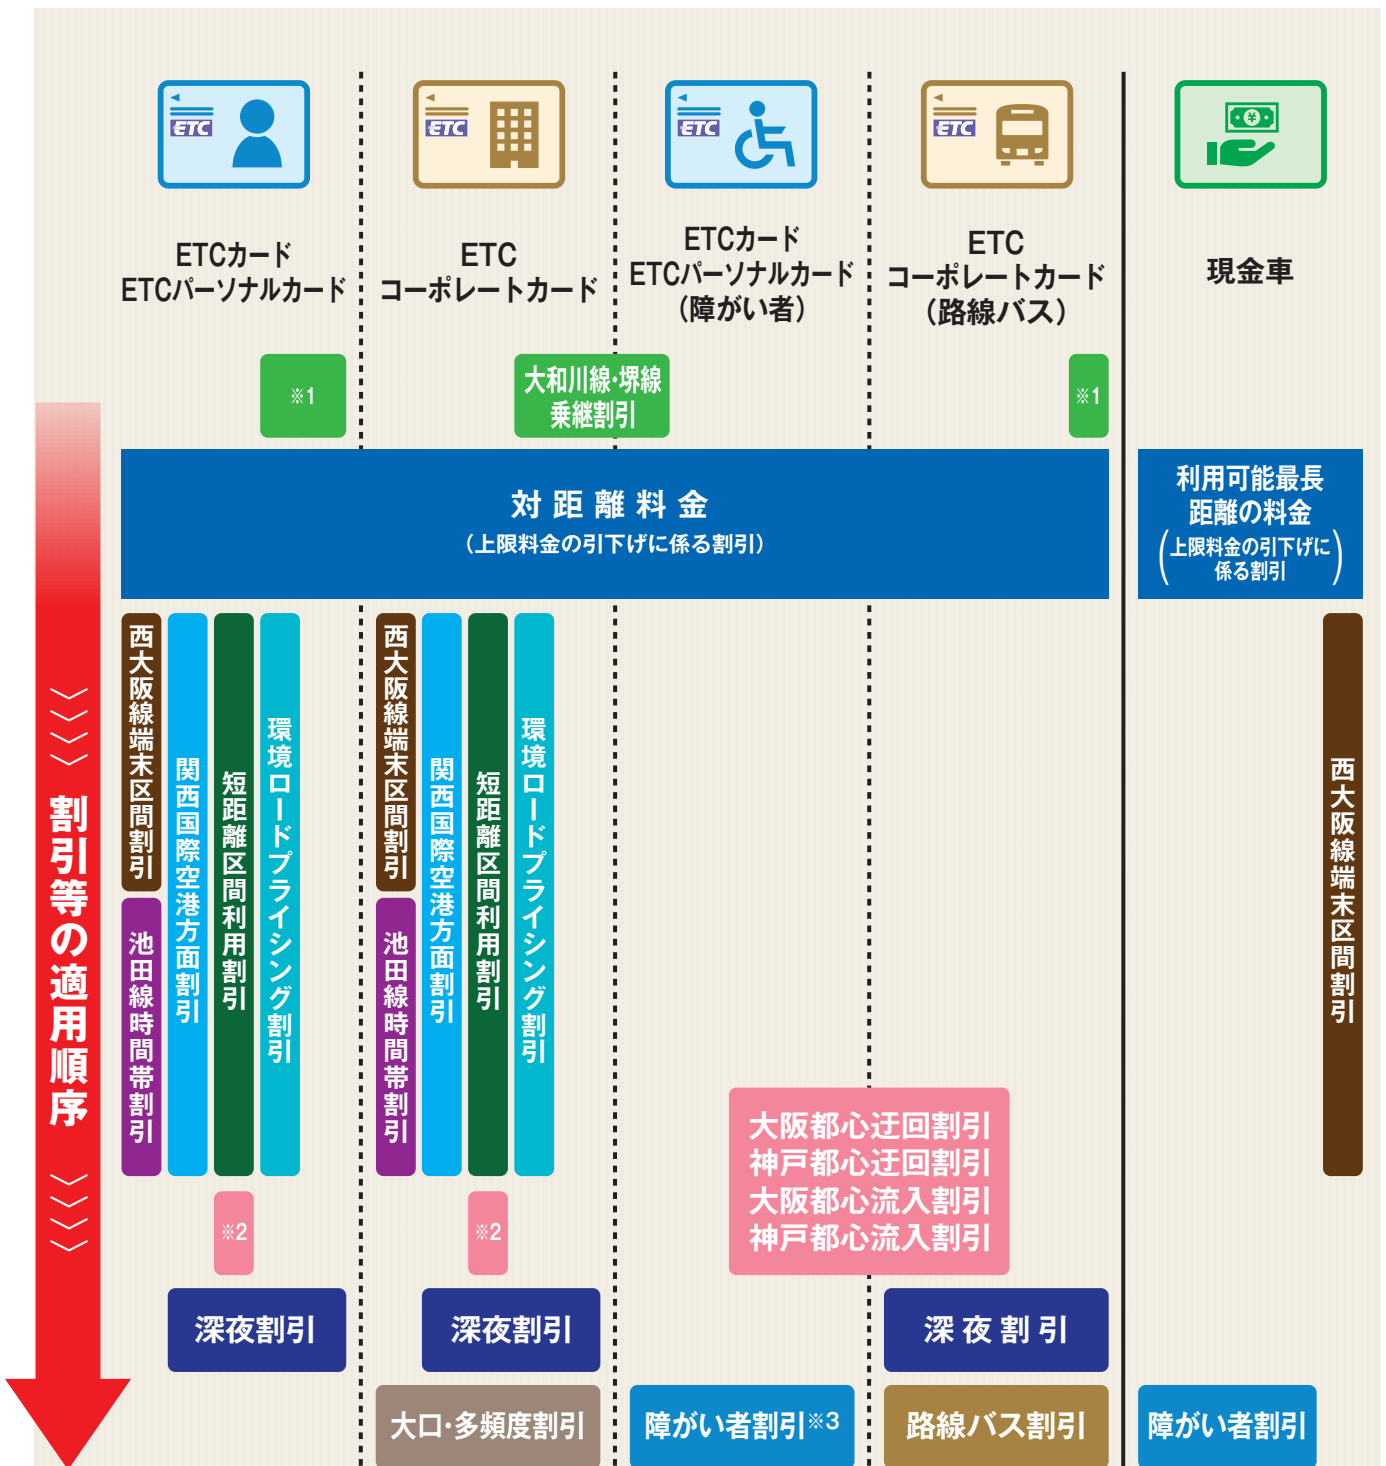 ETC
ETC
ETC
ETC
ETCカード
ETCパーソナルカード
ETC
コーポレートカード
ETCカード
ETCパーソナルカード
（障がい者）
ETC
コーポレートカード
（路線バス）
現金車
※1
大和川線・堺線
乗継割引
※1
対距離料金
（上限料金の引下げに係る割引）
利用可能最長
距離の料金
（上限料金の引下げに
係る割引）
割引等の適用順序
西大阪線端末区間割引
池田線時間帯割引
関西国際空港方面割引
短距離区間利用割引
環境ロードプライシング割引
西大阪線端末区間割引
池田線時間帯割引
関西国際空港方面割引
短距離区間利用割引
環境ロードプライシング割引
西大阪線端末区間割引
大阪都心迂回割引
神戸都心迂回割引
大阪都心流入割引
神戸都心流入割引
※2
※2
深夜割引
深夜割引
深夜割引
大口・多頻度割引
障がい者割引※3
路線バス割引
障がい者割引